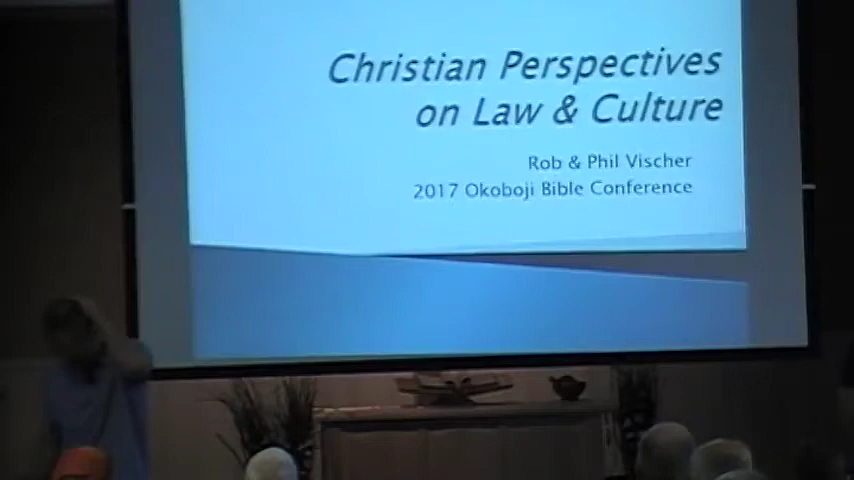 Christian Perspectives
on Law & Culture
Rob & Phil Vischer
2017 Okoboji Bible Conference